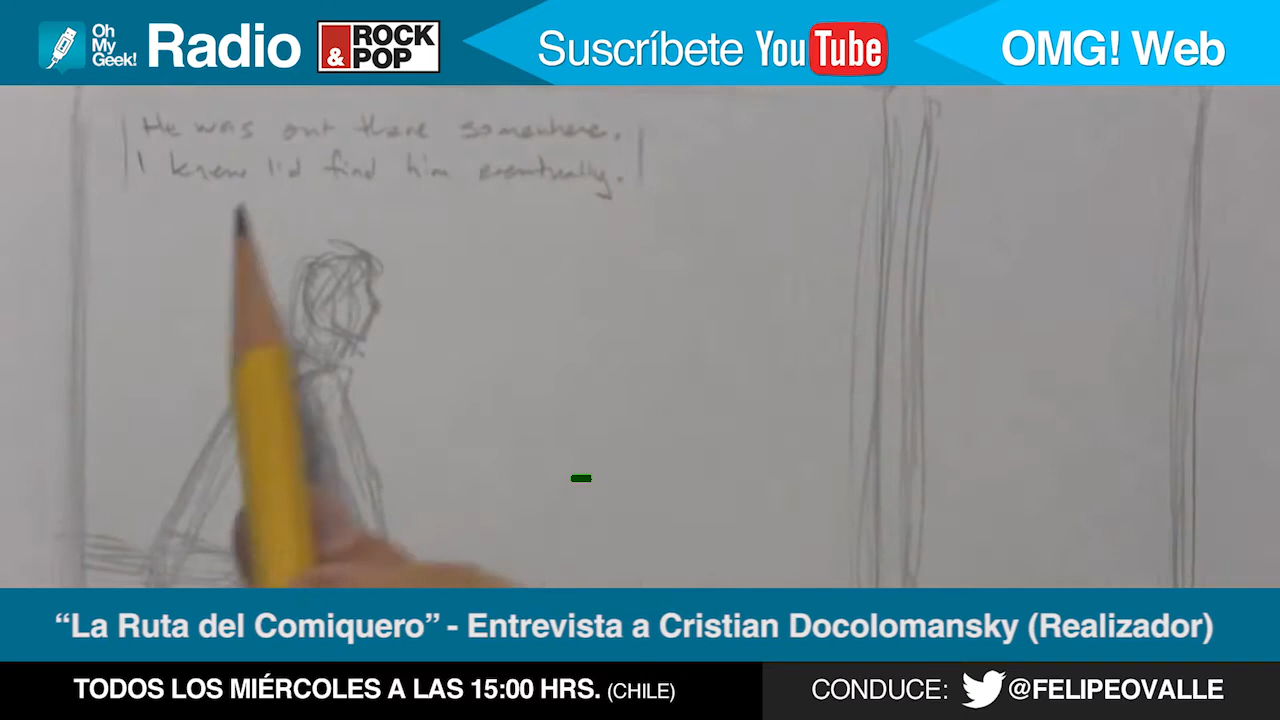 Oh
My
Geek!
Radio
ROCK
& POP
Suscríbete YouTube
OMG! Web
He was out there somewhere.
I knew I'd find him eventually.
“La Ruta del Comiquero” - Entrevista a Cristian Docolomansky (Realizador)
TODOS LOS MIÉRCOLES A LAS 15:00 HRS. (CHILE)
CONDUCE: @FELIPEOVALLE